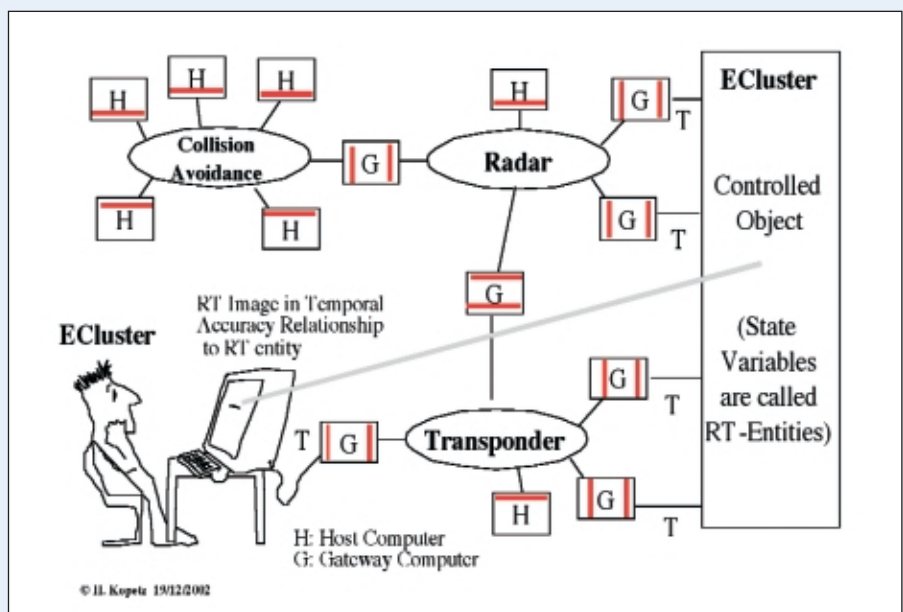 H
H
H
H
H
Collision
Avoidance
G
H
Radar
G
T
G
T
ECluster
Controlled
Object
(State
Variables
are called
RT-Entities)
G
RT Image in Temporal
Accuracy Relationship
to RT entity
ECluster
T
G
Transponder
G
T
G
T
H
H: Host Computer
G: Gateway Computer
© H. Kopetz 19/12/2002